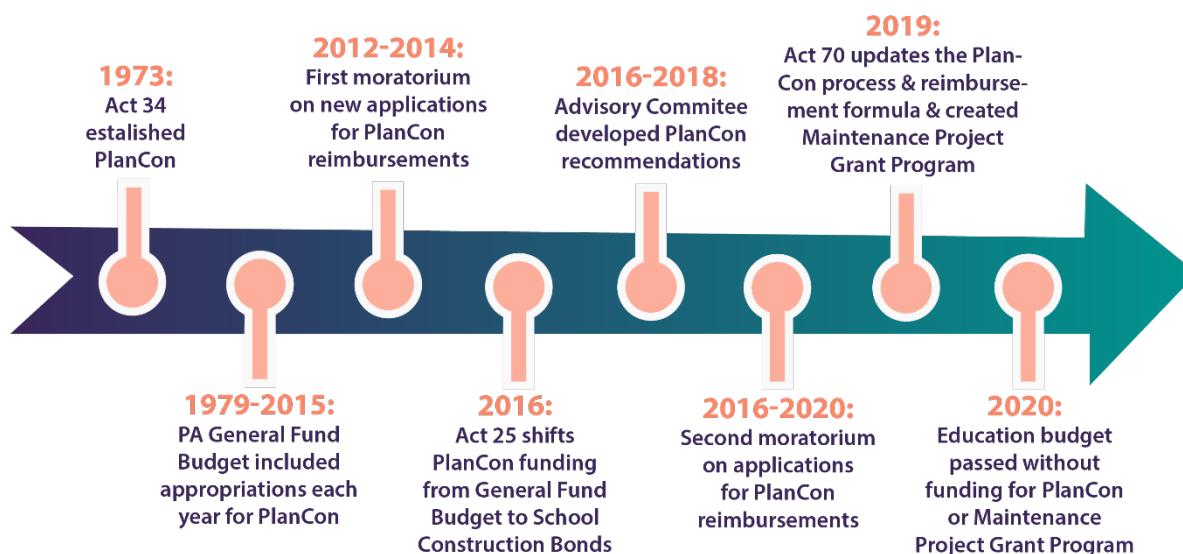 1973:
Act 34
estalished
PlanCon
1979-2015:
PA General Fund
Budget included
appropriations each
year for PlanCon
2012-2014:
First moratorium
on new applications
for PlanCon
reimbursements
2016:
Act 25 shifts
PlanCon funding
from General Fund
Budget to School
Construction Bonds
2016-2018:
Advisory Commitee
developed PlanCon
recommendations
2016-2020:
Second moratorium
on applications
for PlanCon
reimbursements
2019:
Act 70 updates the Plan-
Con process & reimburse-
ment formula & created
Maintenance Project
Grant Program
2020:
Education budget
passed without
funding for PlanCon
or Maintenance
Project Grant Program